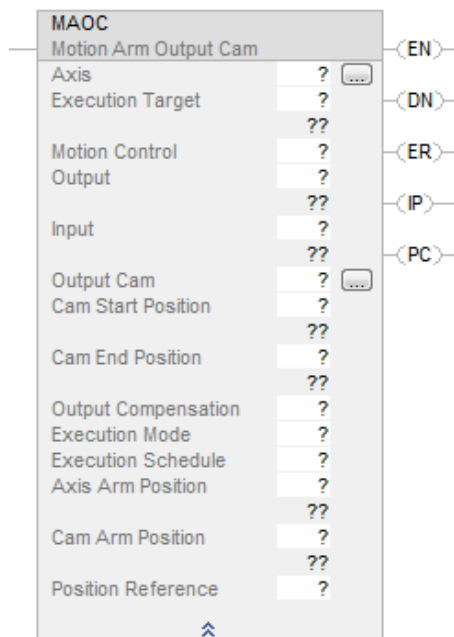 MAOC
Motion Arm Output Cam
EN
Axis ? ...
Execution Target ?
DN
??
Motion Control ?
ER
Output ?
??
IP
Input ?
??
PC
Output Cam ? ...
Cam Start Position ?
??
Cam End Position ?
??
Output Compensation ?
Execution Mode ?
Execution Schedule ?
Axis Arm Position ?
??
Cam Arm Position ?
??
Position Reference ?